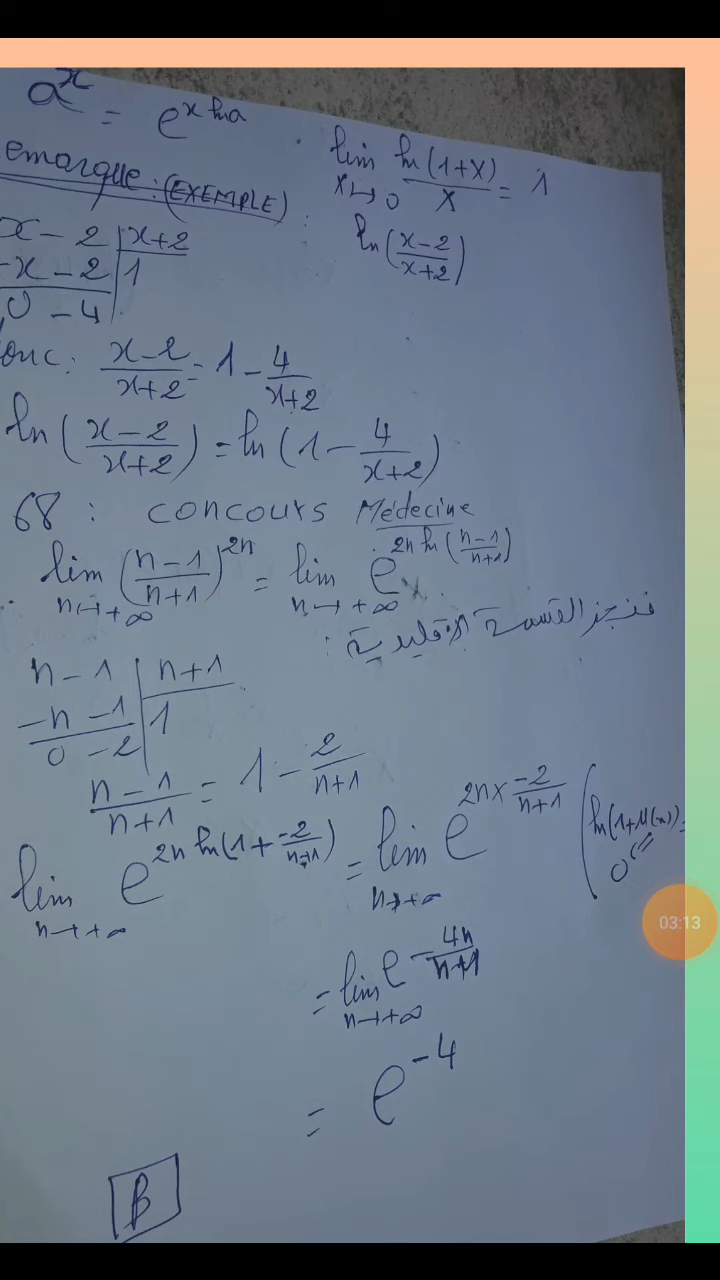 a^x = e^{x ln a}
lim_{x→0} ln(1+x)/x = 1
emarque: (EXEMPLE)
ln((x-2)/(x+2))
x - 2 | x+2
-x - 2 | 1
0 - 4
onc: (x-2)/(x+2) = 1 - 4/(x+2)
ln((x-2)/(x+2)) = ln(1 - 4/(x+2))
68 : concours Médecine
lim_{n→+∞} ((n-1)/(n+1))^{2n} = lim_{n→+∞} e^{2n ln((n-1)/(n+1))}
فننجز القسمة الإقليدية :
n - 1 | n+1
-n - 1 | 1
0 - 2
(n-1)/(n+1) = 1 - 2/(n+1)
lim_{n→+∞} e^{2n ln(1 + -2/(n+1))} = lim_{n→+∞} e^{2n × -2/(n+1)}
= lim_{n→+∞} e^{-4n/(n+1)}
= e^{-4}
B
03:13